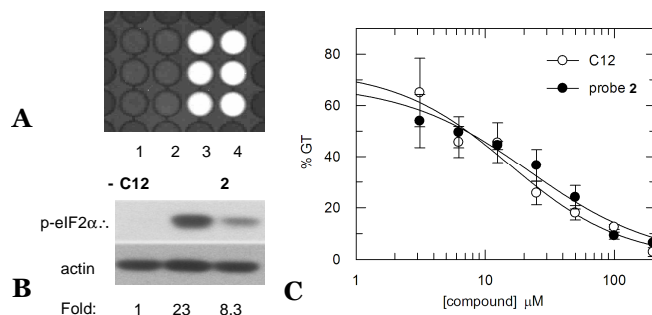 A
1 2 3 4
- C12 2
p-eIF2α∴
actin
B
Fold: 1 23 8.3
C12
probe 2
80
60
40
20
0
% GT
1 10 100
[compound] µM
C